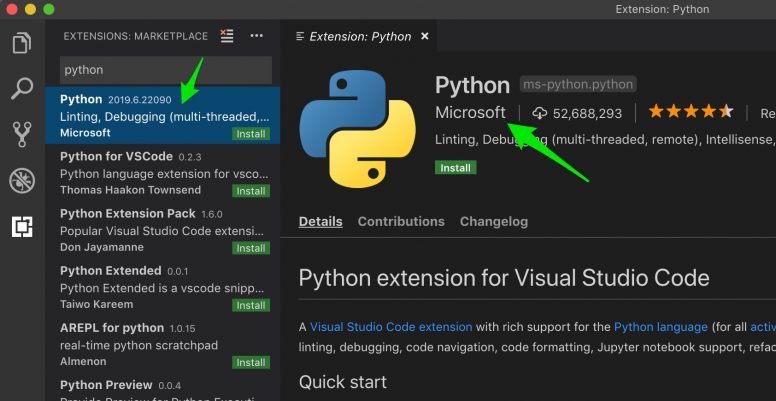 Extension: Python
EXTENSIONS: MARKETPLACE
python
Python 2019.6.22090
Linting, Debugging (multi-threaded,...
Microsoft
Install
Python for VSCode 0.2.3
Python language extension for vsco...
Thomas Haakon Townsend
Install
Python Extension Pack 1.6.0
Popular Visual Studio Code extensi...
Don Jayamanne
Install
Python Extended 0.0.1
Python Extended is a vscode snipp...
Taiwo Kareem
Install
AREPL for python 1.0.15
real-time python scratchpad
Almenon
Install
Python Preview 0.0.4
Provide Preview for Python Executi...
Extension: Python
Python ms-python.python
Microsoft 52,688,293 Re
Linting, Debugging (multi-threaded, remote), Intellisense,
Install
Details Contributions Changelog
Python extension for Visual Studio Code
A Visual Studio Code extension with rich support for the Python language (for all activ
linting, debugging, code navigation, code formatting, Jupyter notebook support, refac
Quick start